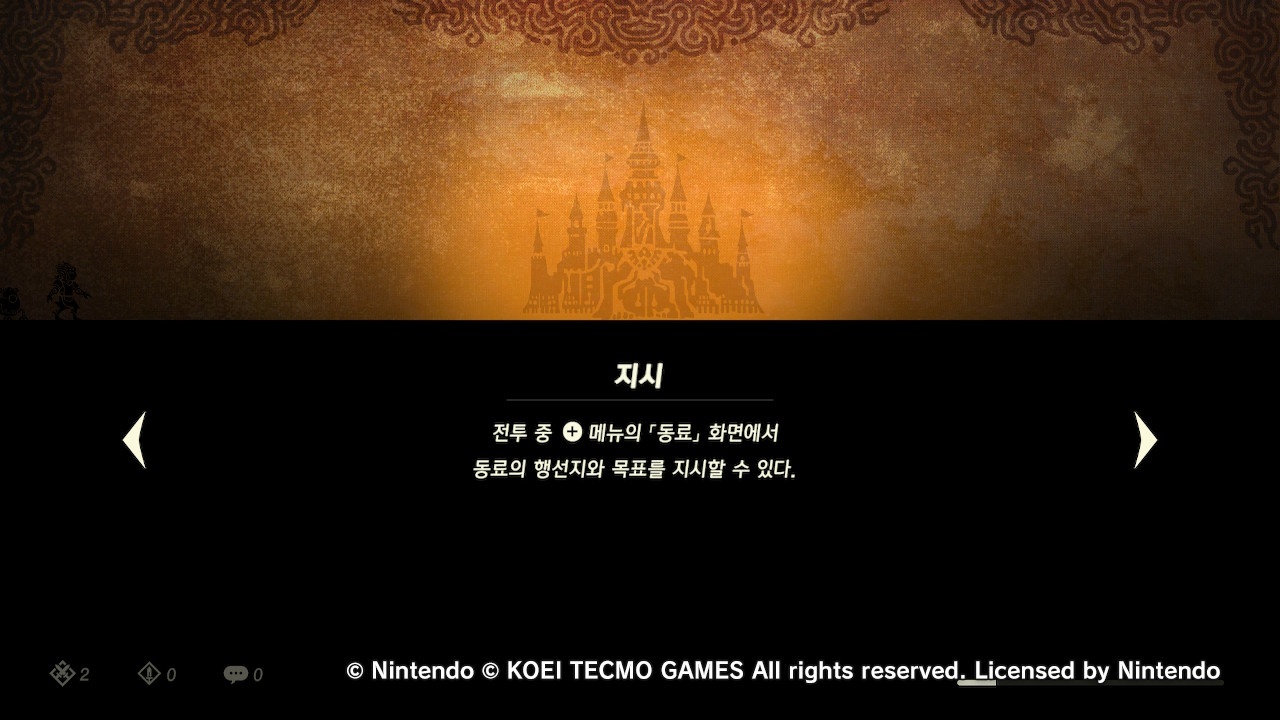 지시
전투 중 + 메뉴의 「동료」 화면에서
동료의 행선지와 목표를 지시할 수 있다.
2 0 0
© Nintendo © KOEI TECMO GAMES All rights reserved. Licensed by Nintendo